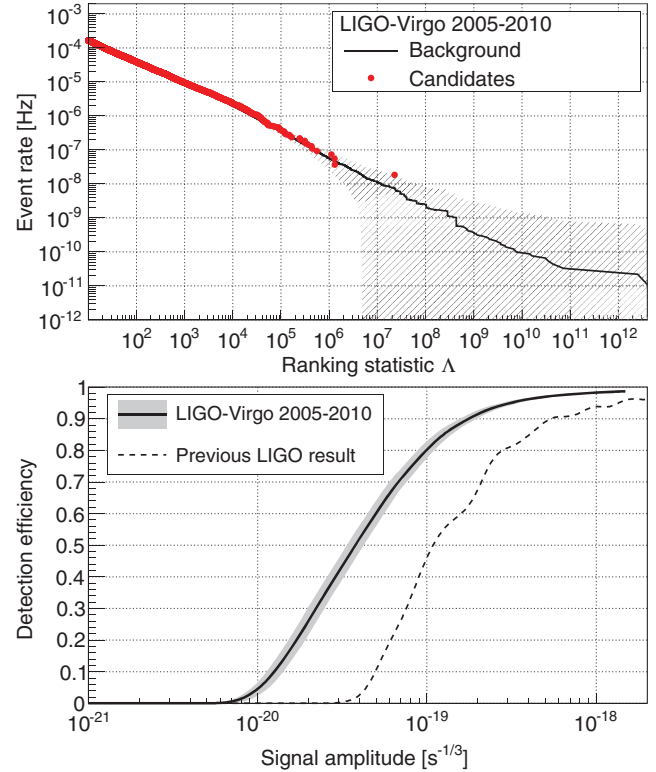 LIGO-Virgo 2005-2010
Background
Candidates
Event rate [Hz]
10^-3
10^-4
10^-5
10^-6
10^-7
10^-8
10^-9
10^-10
10^-11
10^-12
10^2 10^3 10^4 10^5 10^6 10^7 10^8 10^9 10^10 10^11 10^12
Ranking statistic Λ
LIGO-Virgo 2005-2010
Previous LIGO result
Detection efficiency
1
0.9
0.8
0.7
0.6
0.5
0.4
0.3
0.2
0.1
0
10^-21 10^-20 10^-19 10^-18
Signal amplitude [s^-1/3]